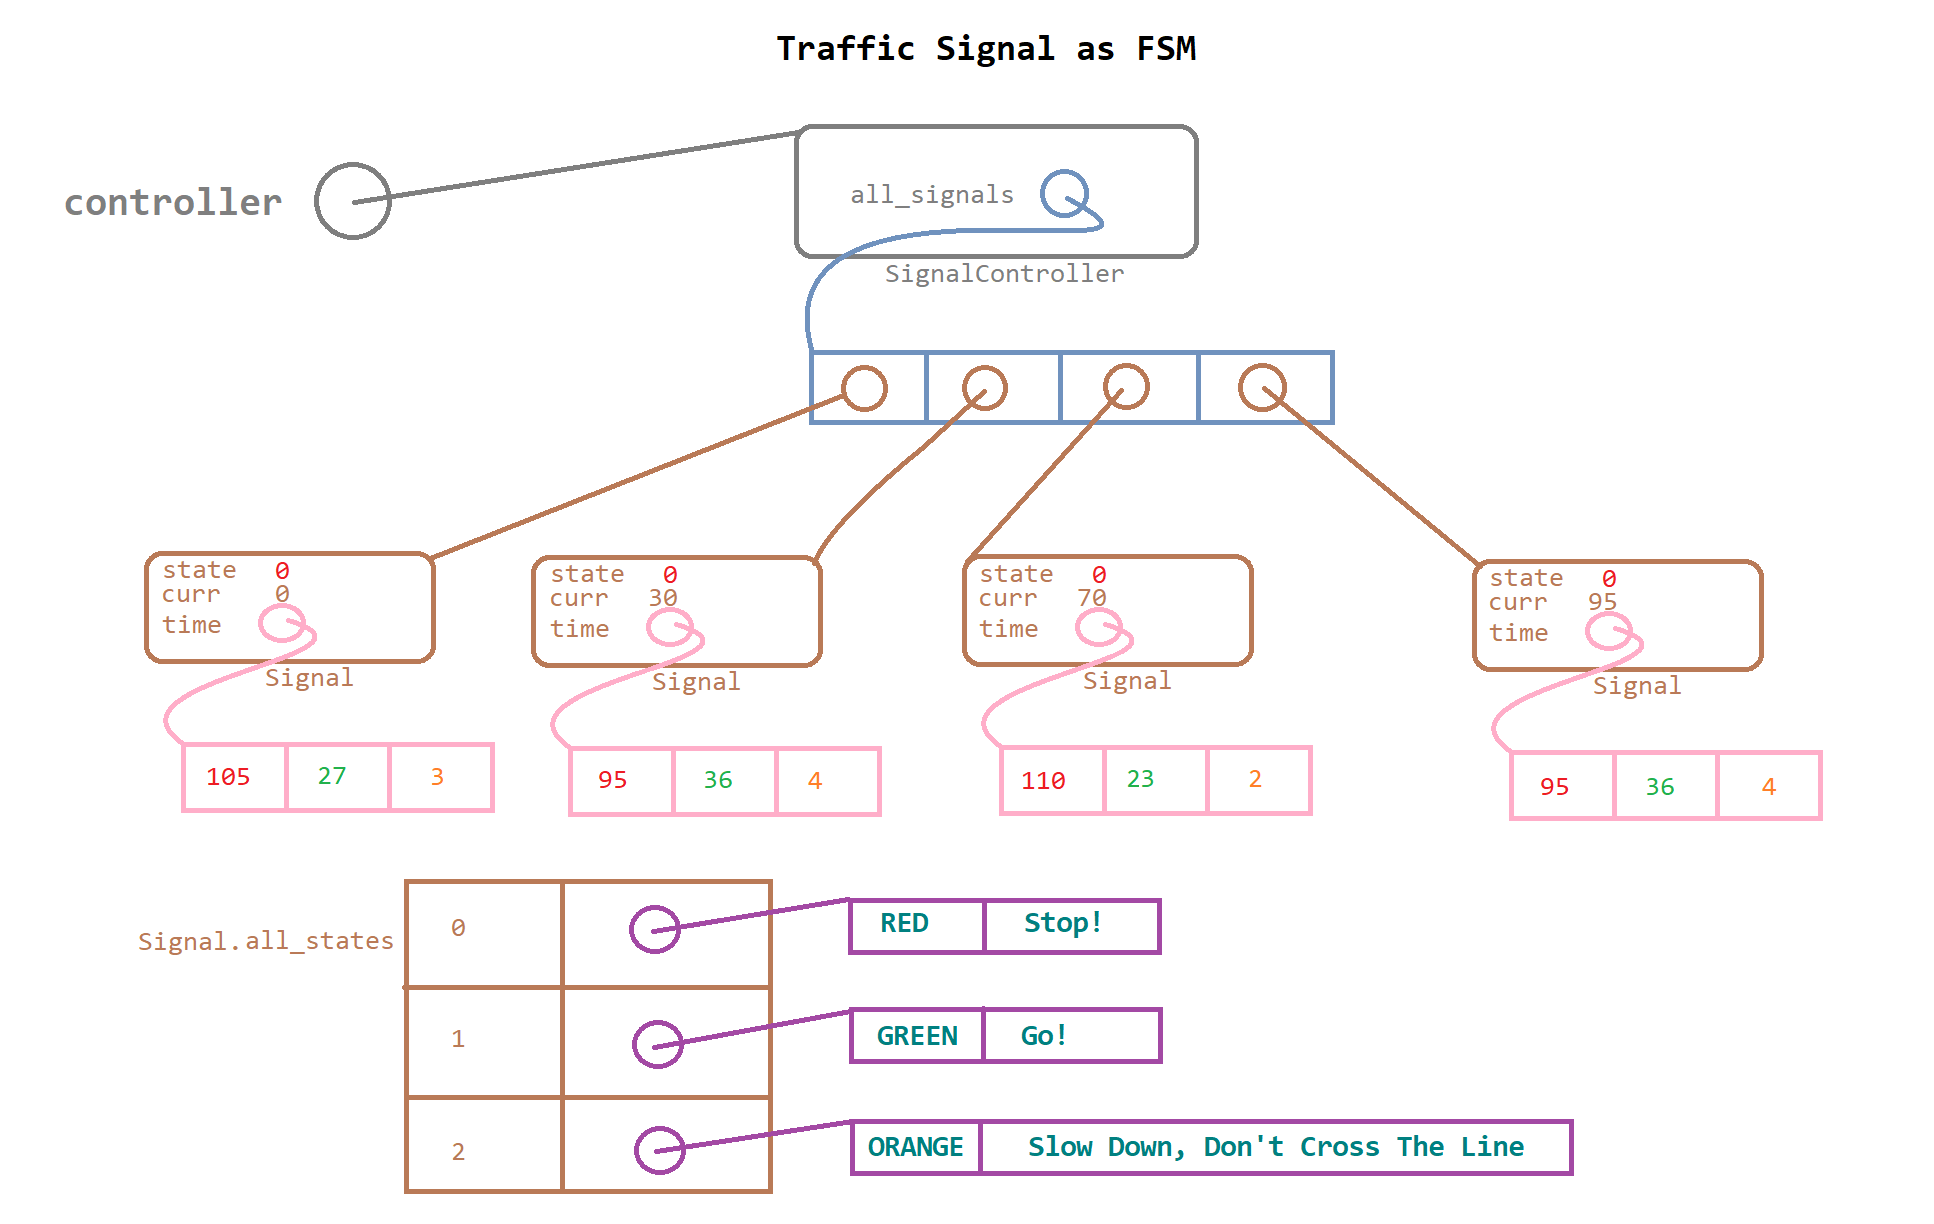 Traffic Signal as FSM
controller
all_signals
SignalController
state 0
curr 0
time
Signal
state 0
curr 30
time
Signal
state 0
curr 70
time
Signal
state 0
curr 95
time
Signal
105 27 3
95 36 4
110 23 2
95 36 4
Signal.all_states
0
RED Stop!
1
GREEN Go!
2
ORANGE Slow Down, Don't Cross The Line